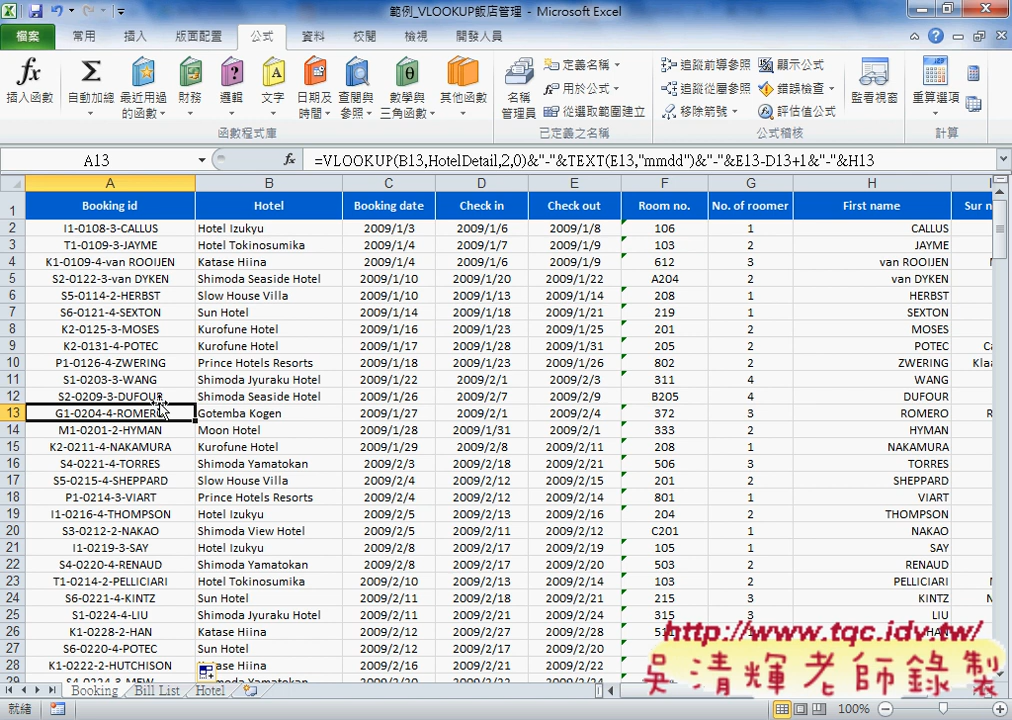 範例_VLOOKUP飯店管理 - Microsoft Excel
檔案 常用 插入 版面配置 公式 資料 校閱 檢視 開發人員
插入函數 自動加總 最近用過的函數 財務 邏輯 文字 日期及時間 查閱與參照 數學與三角函數 其他函數 名稱管理員 定義名稱 用於公式 從選取範圍建立 追蹤前導參照 追蹤從屬參照 移除箭號 顯示公式 錯誤檢查 評估值公式 監看視窗 重算選項
函數程式庫 已定義之名稱 公式稽核 計算
A13 fx =VLOOKUP(B13,HotelDetail,2,0)&"-"&TEXT(E13,"mmdd")&"-"&E13-D13+1&"-"&H13
A B C D E F G H I
1 Booking id Hotel Booking date Check in Check out Room no. No. of roomer First name Sur n
2 I1-0108-3-CALLUS Hotel Izukyu 2009/1/3 2009/1/6 2009/1/8 106 1 CALLUS
3 T1-0109-3-JAYME Hotel Tokinosumika 2009/1/4 2009/1/7 2009/1/9 103 2 JAYME
4 K1-0109-4-van ROOIJEN Katase Hiina 2009/1/4 2009/1/6 2009/1/9 612 3 van ROOIJEN
5 S2-0122-3-van DYKEN Shimoda Seaside Hotel 2009/1/10 2009/1/20 2009/1/22 A204 2 van DYKEN
6 S5-0114-2-HERBST Slow House Villa 2009/1/10 2009/1/13 2009/1/14 208 1 HERBST
7 S6-0121-4-SEXTON Sun Hotel 2009/1/14 2009/1/18 2009/1/21 219 1 SEXTON
8 K2-0125-3-MOSES Kurofune Hotel 2009/1/16 2009/1/23 2009/1/25 201 2 MOSES
9 K2-0131-4-POTEC Kurofune Hotel 2009/1/17 2009/1/28 2009/1/31 205 2 POTEC
10 P1-0126-4-ZWERING Prince Hotels Resorts 2009/1/18 2009/1/23 2009/1/26 802 2 ZWERING Klaa
11 S1-0203-3-WANG Shimoda Jyuraku Hotel 2009/1/22 2009/2/1 2009/2/3 311 4 WANG
12 S2-0209-3-DUFOUR Shimoda Seaside Hotel 2009/1/26 2009/2/7 2009/2/9 B205 4 DUFOUR
13 G1-0204-4-ROMERO Gotemba Kogen 2009/1/27 2009/2/1 2009/2/4 372 3 ROMERO R
14 M1-0201-2-HYMAN Moon Hotel 2009/1/28 2009/1/31 2009/2/1 333 2 HYMAN
15 K2-0211-4-NAKAMURA Kurofune Hotel 2009/1/29 2009/2/8 2009/2/11 208 1 NAKAMURA
16 S4-0221-4-TORRES Shimoda Yamatokan 2009/2/3 2009/2/18 2009/2/21 506 3 TORRES
17 S5-0215-4-SHEPPARD Slow House Villa 2009/2/4 2009/2/12 2009/2/15 201 2 SHEPPARD
18 P1-0214-3-VIART Prince Hotels Resorts 2009/2/4 2009/2/12 2009/2/14 801 1 VIART
19 I1-0216-4-THOMPSON Hotel Izukyu 2009/2/5 2009/2/13 2009/2/16 204 2 THOMPSON
20 S3-0212-2-NAKAO Shimoda View Hotel 2009/2/5 2009/2/11 2009/2/12 C201 1 NAKAO
21 I1-0219-3-SAY Hotel Izukyu 2009/2/8 2009/2/17 2009/2/19 105 1 SAY
22 S4-0220-4-RENAUD Shimoda Yamatokan 2009/2/8 2009/2/17 2009/2/20 503 2 RENAUD
23 T1-0214-2-PELLICIARI Hotel Tokinosumika 2009/2/10 2009/2/13 2009/2/14 103 2 PELLICIARI
24 S6-0221-4-KINTZ Sun Hotel 2009/2/11 2009/2/18 2009/2/21 215 3 KINTZ
25 S1-0224-4-LIU Shimoda Jyuraku Hotel 2009/2/11 2009/2/21 2009/2/24 315 3 LIU
26 K1-0228-2-HAN Katase Hiina 2009/2/12 2009/2/27 2009/2/28 HAN
27 S6-0220-4-POTEC Sun Hotel 2009/2/12 2009/2/17 2009/2/20
28 K1-0222-2-HUTCHISON Katase Hiina 2009/2/16 2009/2/21 2009/2/22
http://www.tqc.idv.tw/
吳清輝老師錄製
Booking Bill List Hotel
就緒 100%